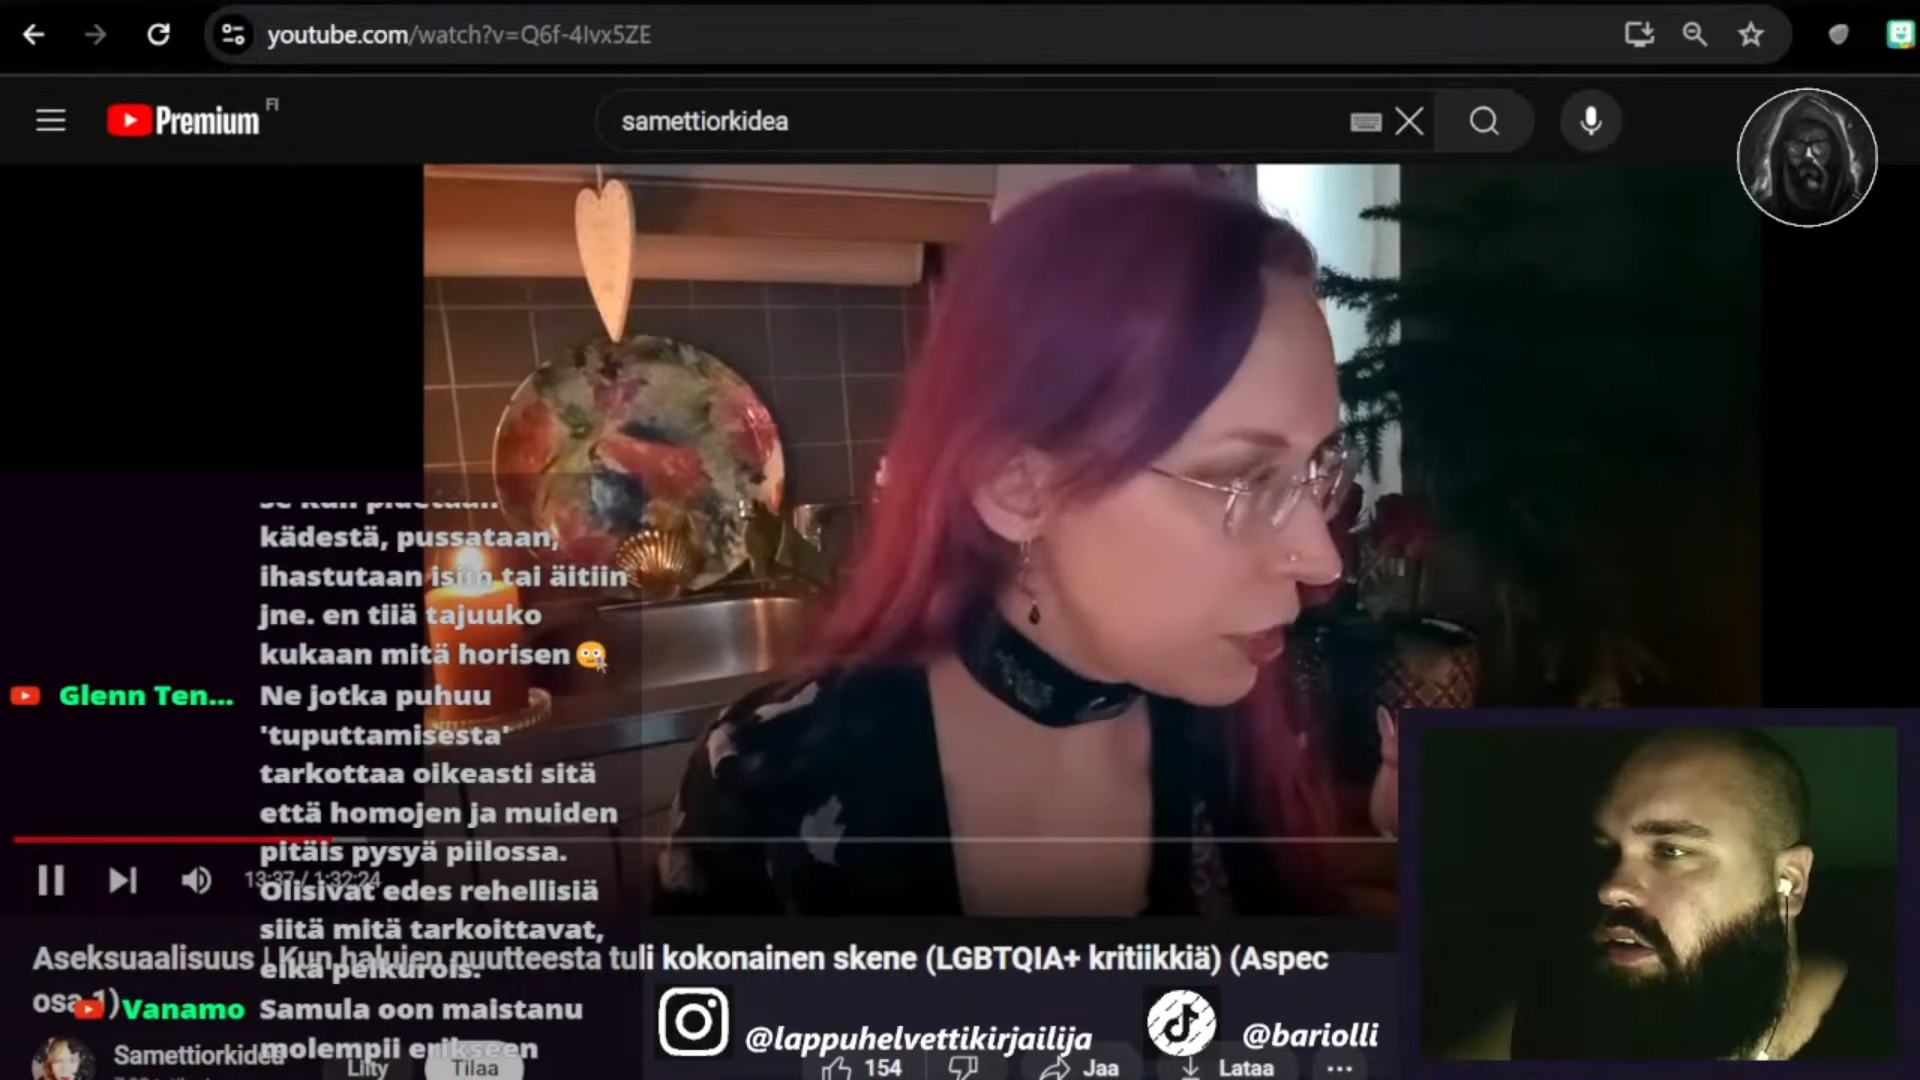 youtube.com/watch?v=Q6f-4lvx5ZE
Premium FI
samettiorkidea
kädestä, pussataan,
ihastutaan isiin tai äitiin
jne. en tiiä tajuuko
kukaan mitä horisen
Glenn Ten... Ne jotka puhuu
'tuputtamisesta'
tarkottaa oikeasti sitä
että homojen ja muiden
pitäis pysyä piilossa.
13:37 / 1:32:24
Olisivat edes rehellisiä
siitä mitä tarkoittavat,
eikä pelkurois.
Aseksuaalisuus | Kun halujen puutteesta tuli kokonainen skene (LGBTQIA+ kritiikkiä) (Aspec
osa 1)
Vanamo Samula oon maistanu
molempii erikseen
@lappuhelvettikirjailija
@bariolli
Samettiorkidea
Liity
Tilaa
154
Jaa
Lataa